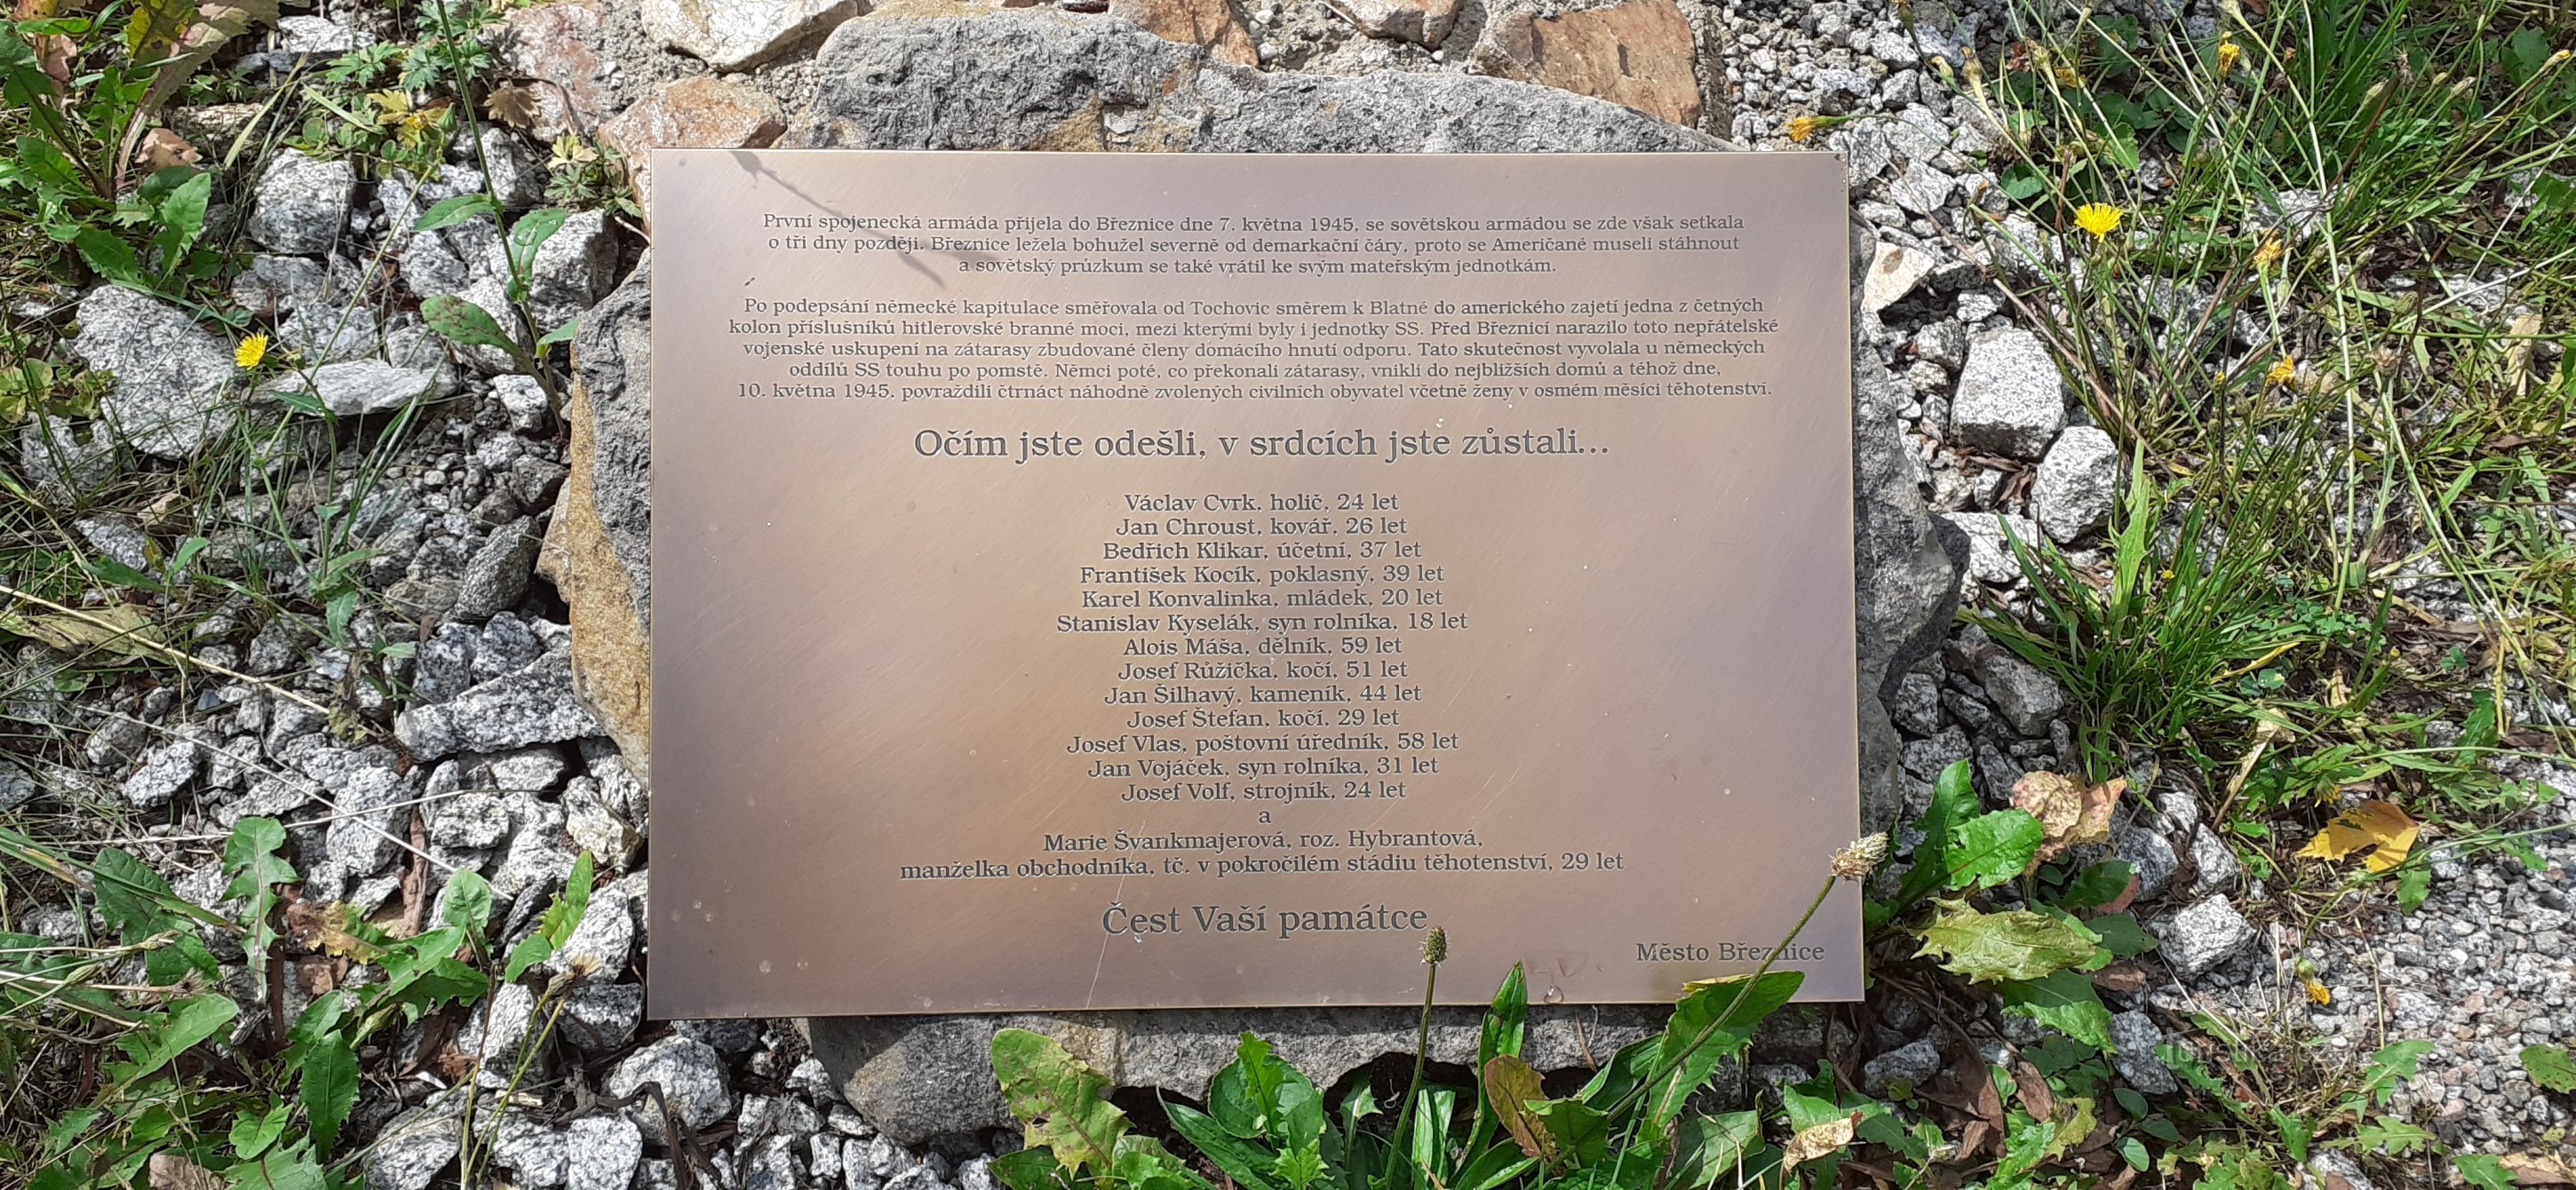 První spojenecká armáda přijela do Březnice dne 7. května 1945, se sovětskou armádou se zde však setkala
o tři dny později. Březnice ležela bohužel severně od demarkační čáry, proto se Američané museli stáhnout
a sovětský průzkum se také vrátil ke svým mateřským jednotkám.
Po podepsání německé kapitulace směřovala od Tochovic směrem k Blatné do amerického zajetí jedna z četných
kolon příslušníků hitlerovské branné moci, mezi kterými byly i jednotky SS. Před Březnicí narazilo toto nepřátelské
vojenské uskupení na zátarasy zbudované členy domácího hnutí odporu. Tato skutečnost vyvolala u německých
oddílů SS touhu po pomstě. Němci poté, co překonali zátarasy, vnikli do nejbližších domů a téhož dne,
10. května 1945, povraždili čtrnáct náhodně zvolených civilních obyvatel včetně ženy v osmém měsíci těhotenství.
Očím jste odešli, v srdcích jste zůstali...
Václav Cvrk, holič, 24 let
Jan Chroust, kovář, 26 let
Bedřich Klikar, účetní, 37 let
František Kocík, poklasný, 39 let
Karel Konvalinka, mládek, 20 let
Stanislav Kyselák, syn rolníka, 18 let
Alois Máša, dělník, 59 let
Josef Růžička, kočí, 51 let
Jan Šilhavý, kameník, 44 let
Josef Štefan, kočí, 29 let
Josef Vlas, poštovní úředník, 58 let
Jan Vojáček, syn rolníka, 31 let
Josef Volf, strojník, 24 let
a
Marie Švankmajerová, roz. Hybrantová,
manželka obchodníka, tč. v pokročilém stádiu těhotenství, 29 let
Čest Vaší památce
Město Březnice